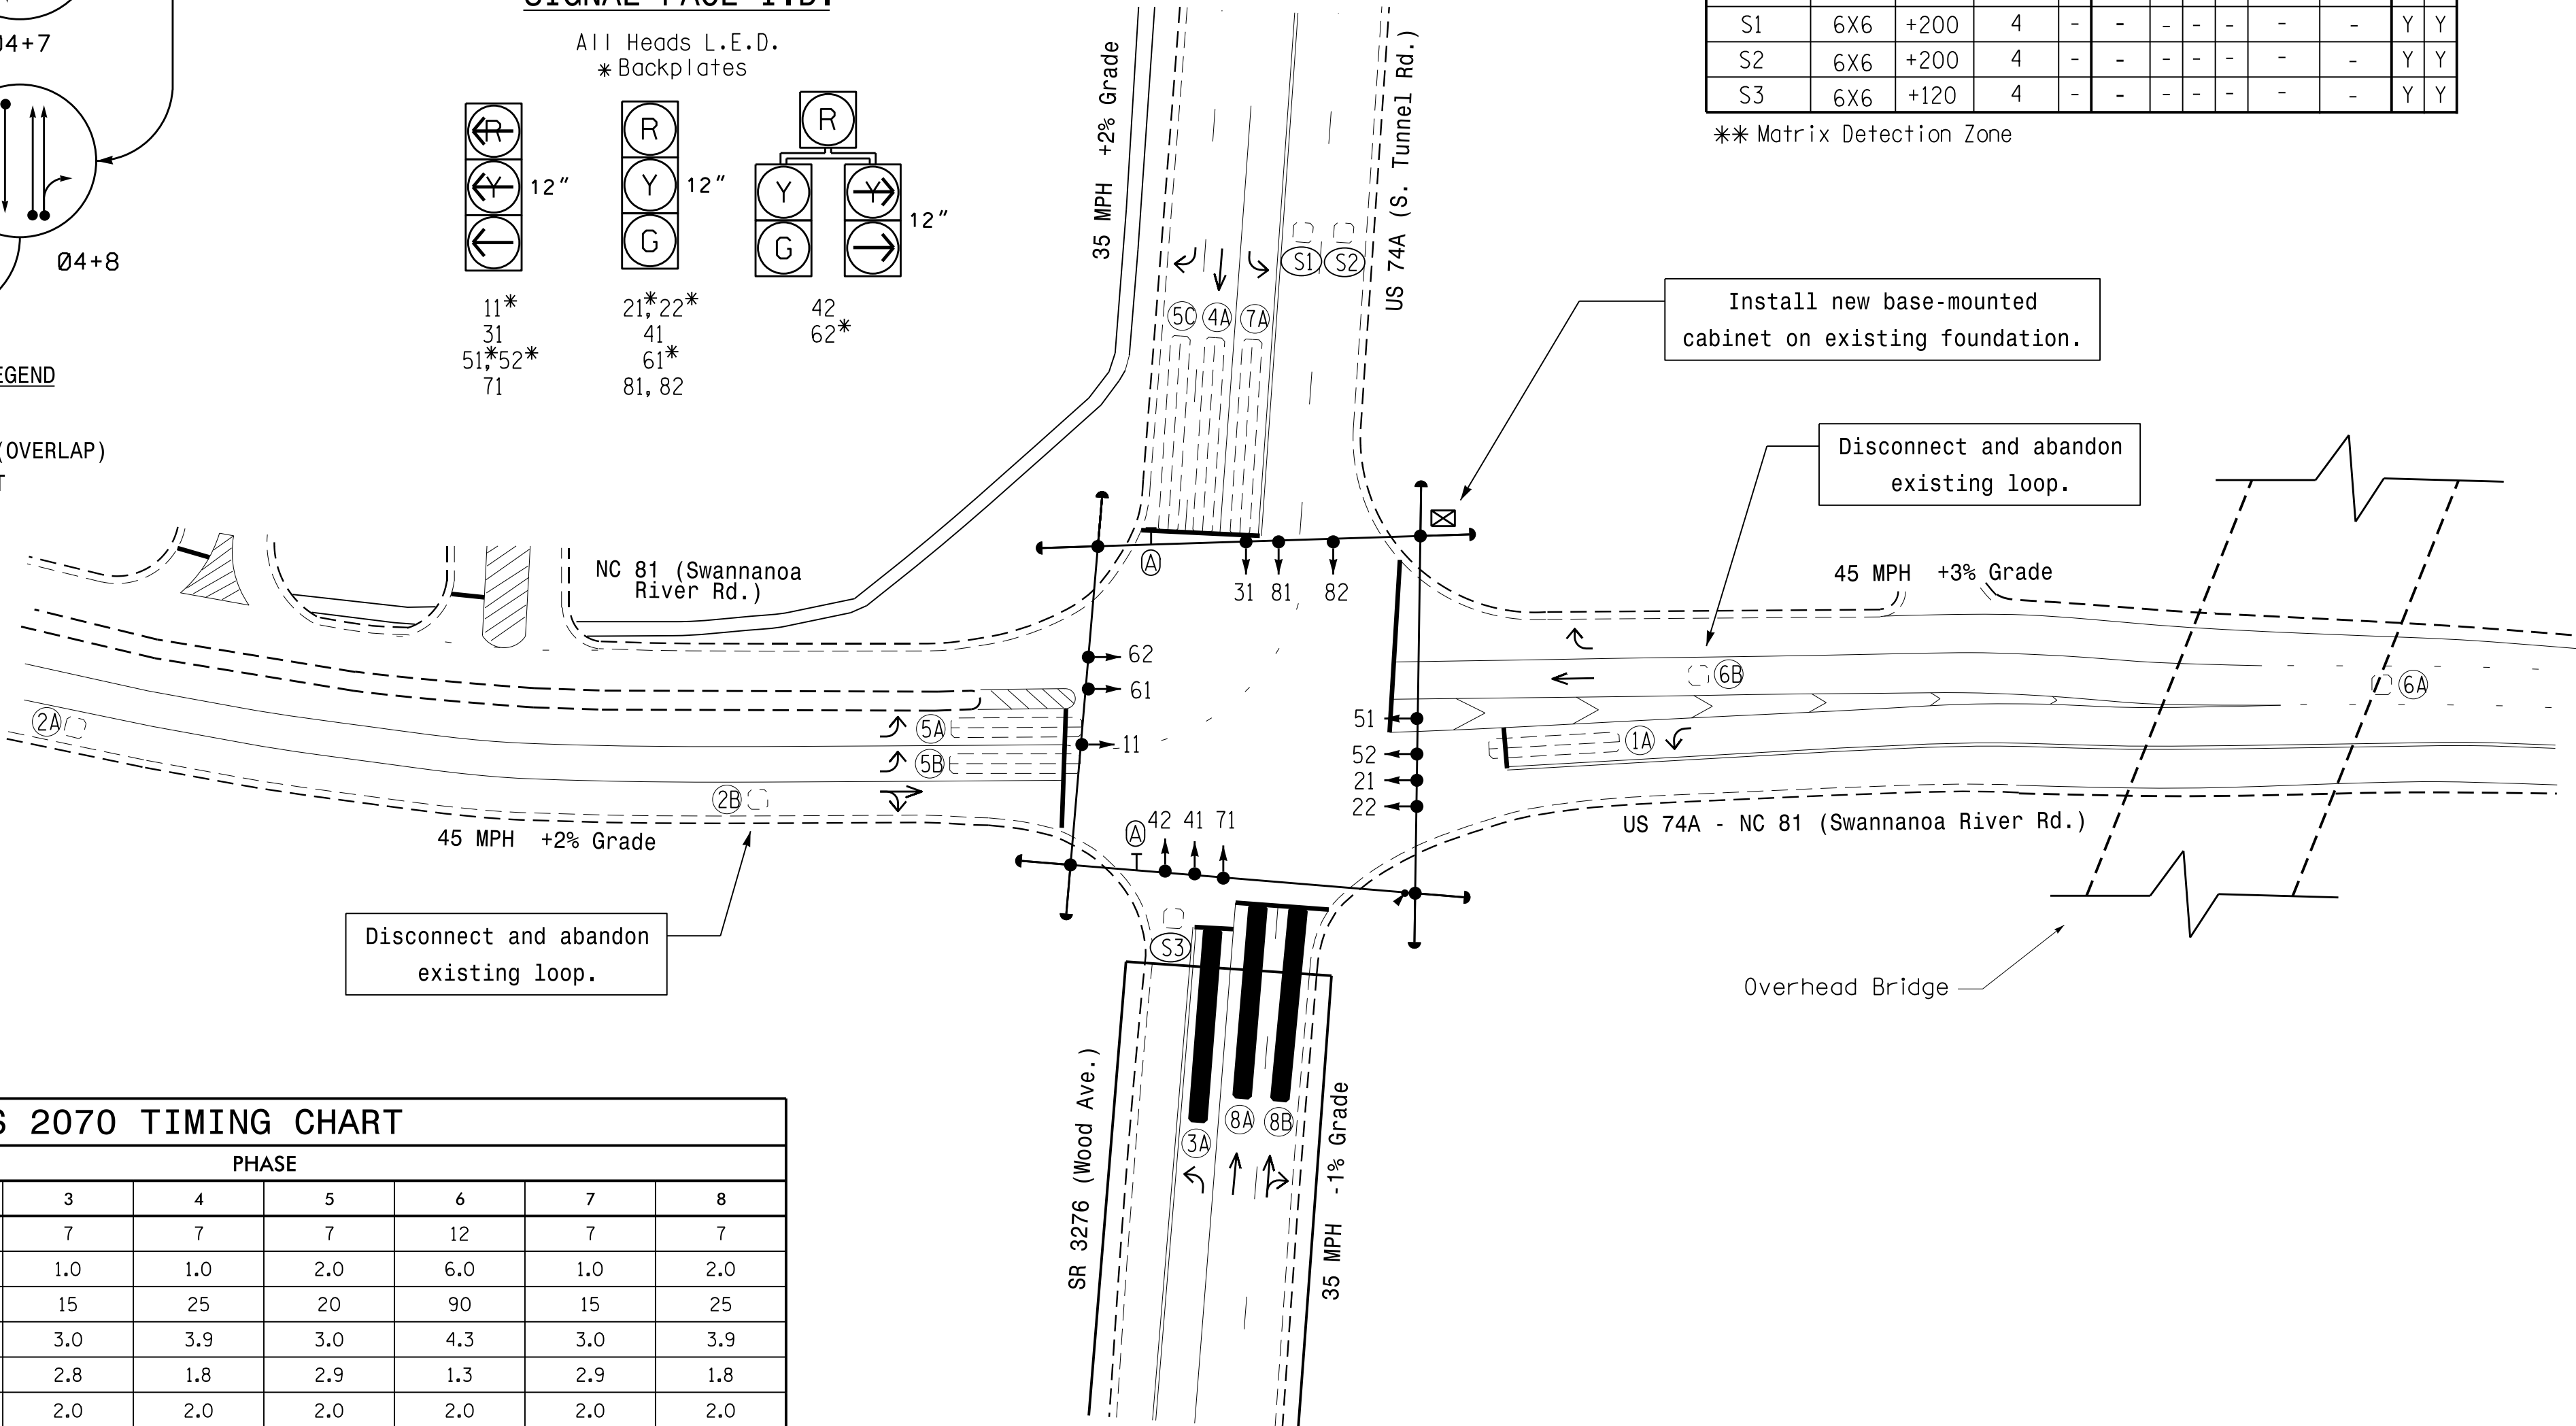 SIGNAL FACE I.D.
All Heads L.E.D.
* Backplates
Ø4+7
Ø4+8
R
Y
12"
R
Y
G
12"
R
Y
Y
G
12"
11*
31
51*,52*
71
21*,22*
41
61*
81,82
42
62*
(OVERLAP)
S1 6X6 +200 4 - - - - - - - Y Y
S2 6X6 +200 4 - - - - - - - Y Y
S3 6X6 +120 4 - - - - - - - Y Y
** Matrix Detection Zone
35 MPH +2% Grade
US 74A (S. Tunnel Rd.)
S1 S2
5C 4A 7A
Install new base-mounted
cabinet on existing foundation.
Disconnect and abandon
existing loop.
NC 81 (Swannanoa
River Rd.)
45 MPH +3% Grade
A
31 81 82
62
61
11
6B
6A
51
52
21
22
1A
2A
5A
5B
2B
45 MPH +2% Grade
A
42 41 71
US 74A - NC 81 (Swannanoa River Rd.)
Disconnect and abandon
existing loop.
S3
Overhead Bridge
SR 3276 (Wood Ave.)
3A
8A
8B
35 MPH -1% Grade
2070 TIMING CHART
PHASE
3 4 5 6 7 8
7 7 7 12 7 7
1.0 1.0 2.0 6.0 1.0 2.0
15 25 20 90 15 25
3.0 3.9 3.0 4.3 3.0 3.9
2.8 1.8 2.9 1.3 2.9 1.8
2.0 2.0 2.0 2.0 2.0 2.0